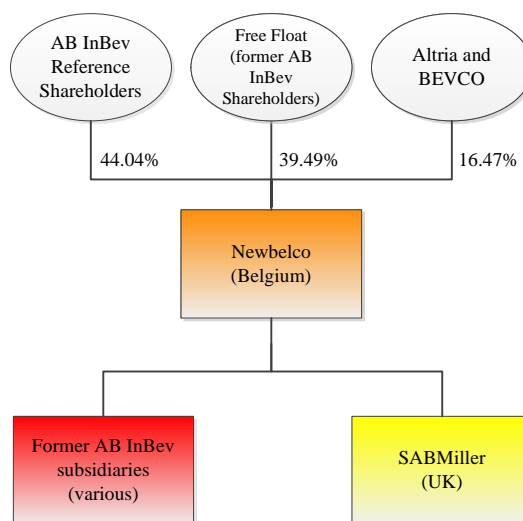 AB InBev
Reference
Shareholders
Free Float
(former AB
InBev
Shareholders)
Altria and
BEVCO
44.04%
39.49%
16.47%
Newbelco
(Belgium)
Former AB InBev
subsidiaries
(various)
SABMiller
(UK)